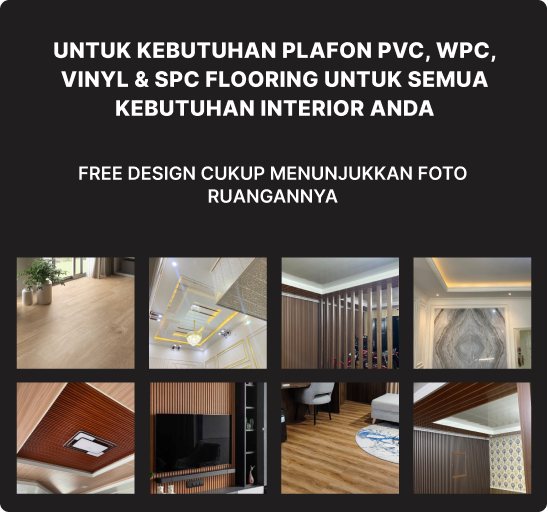 UNTUK KEBUTUHAN PLAFON PVC, WPC,
VINYL & SPC FLOORING UNTUK SEMUA
KEBUTUHAN INTERIOR ANDA
FREE DESIGN CUKUP MENUNJUKKAN FOTO
RUANGANNYA